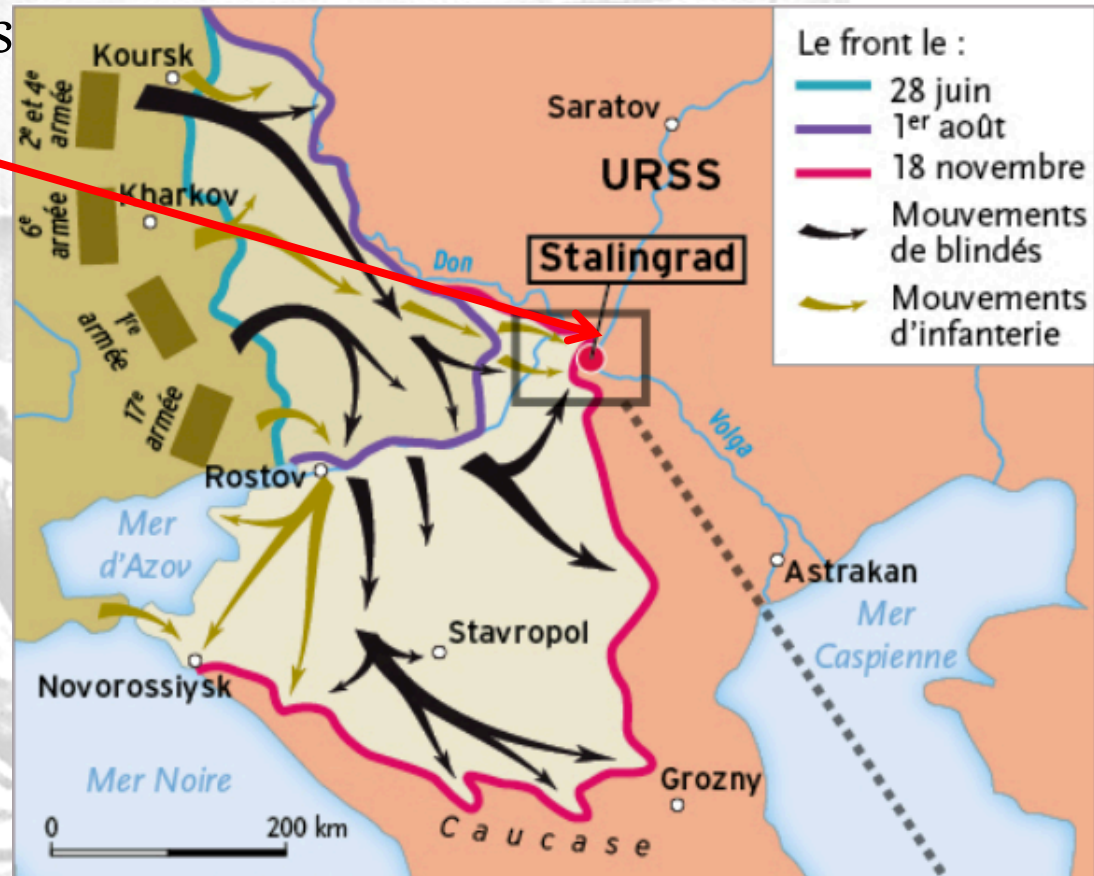 s
Koursk
2e et 4e
armée
Kharkov
6e
armée
1re
armée
17e
armée
Rostov
Mer
d'Azov
Novorossiysk
Mer Noire
0 200 km
Saratov
URSS
Don
Stalingrad
Volga
Astrakan
Mer
Caspienne
Stavropol
Grozny
Caucase
Le front le :
28 juin
1er août
18 novembre
Mouvements
de blindés
Mouvements
d'infanterie